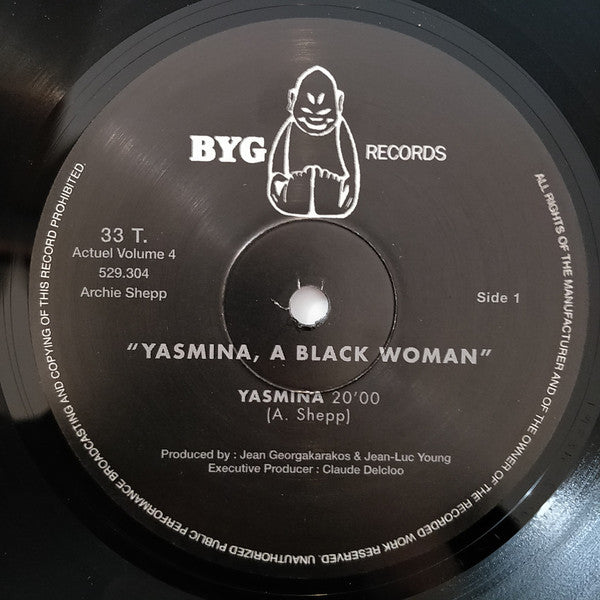 BYG RECORDS
33 T.
Actuel Volume 4
529.304
Archie Shepp
Side 1
"YASMINA, A BLACK WOMAN"
YASMINA 20'00
(A. Shepp)
Produced by : Jean Georgakarakos & Jean-Luc Young
Executive Producer : Claude Delcloo
ALL RIGHTS OF THE MANUFACTURER AND OF THE OWNER OF THE RECORDED WORK RESERVED. UNAUTHORIZED PUBLIC PERFORMANCE BROADCASTING AND COPYING OF THIS RECORD PROHIBITED.